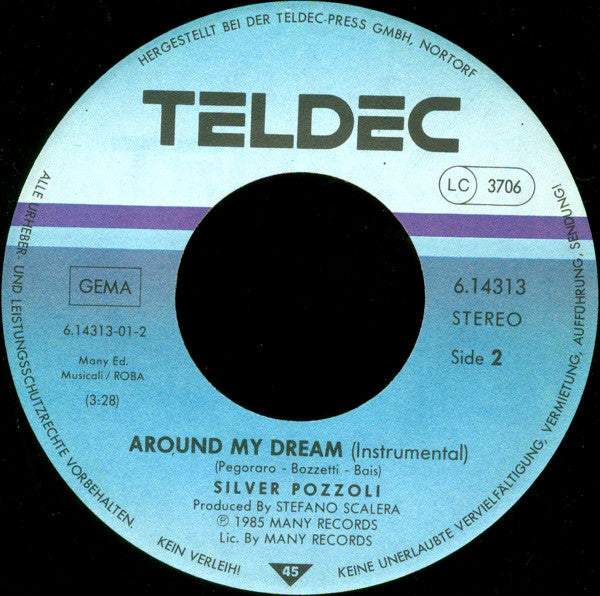 HERGESTELLT BEI DER TELDEC-PRESS GMBH, NORTORF
TELDEC
LC 3706
GEMA
6.14313-01-2
Many Ed.
Musicali / ROBA
(3:28)
6.14313
STEREO
Side 2
AROUND MY DREAM (Instrumental)
(Pegoraro - Bozzetti - Bais)
SILVER POZZOLI
Produced By STEFANO SCALERA
℗ 1985 MANY RECORDS
Lic. By MANY RECORDS
45
ALLE URHEBER- UND LEISTUNGSSCHUTZRECHTE VORBEHALTEN.
KEIN VERLEIH! KEINE UNERLAUBTE VERVIELFÄLTIGUNG, VERMIETUNG, AUFFÜHRUNG, SENDUNG!